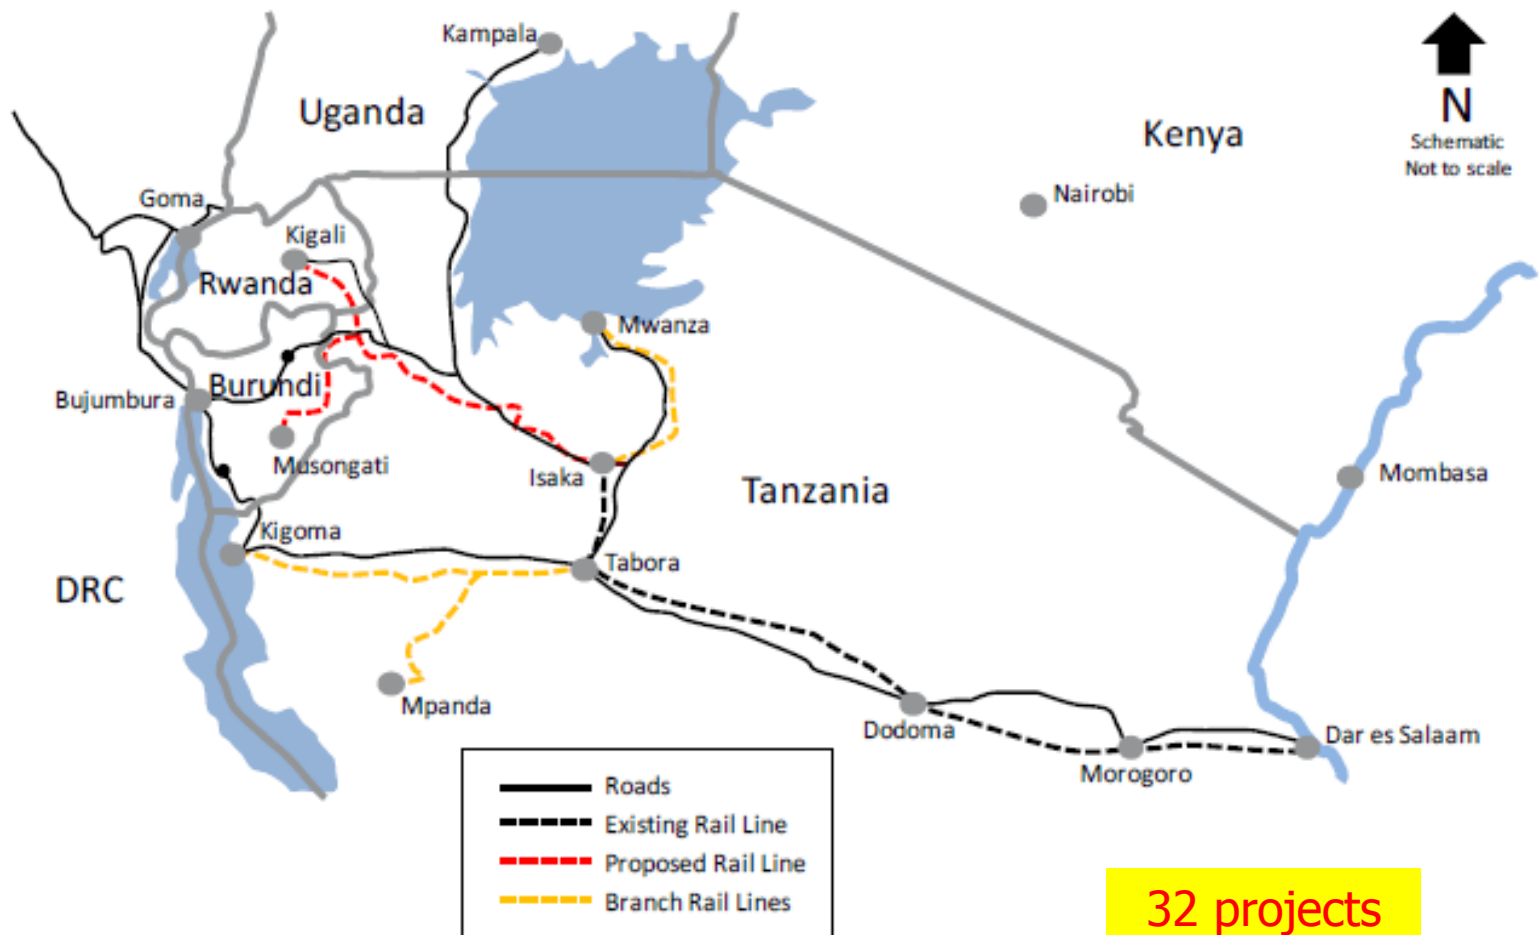 Kampala
Uganda
Kenya
N
Schematic
Not to scale
Goma
Nairobi
Kigali
Rwanda
Mwanza
Burundi
Bujumbura
Musongati
Isaka
Tanzania
Mombasa
Kigoma
Tabora
DRC
Mpanda
Dodoma
Dar es Salaam
Morogoro
Roads
Existing Rail Line
Proposed Rail Line
Branch Rail Lines
32 projects